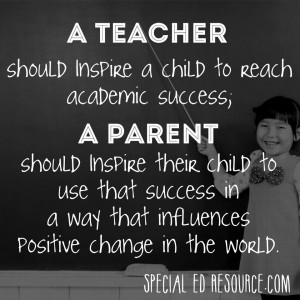 A TEACHER
should inspire a child to reach
academic success;
A PARENT
should inspire their child to
use that success in
a way that influences
Positive change in the world.
SPECIAL ED RESOURCE.COM